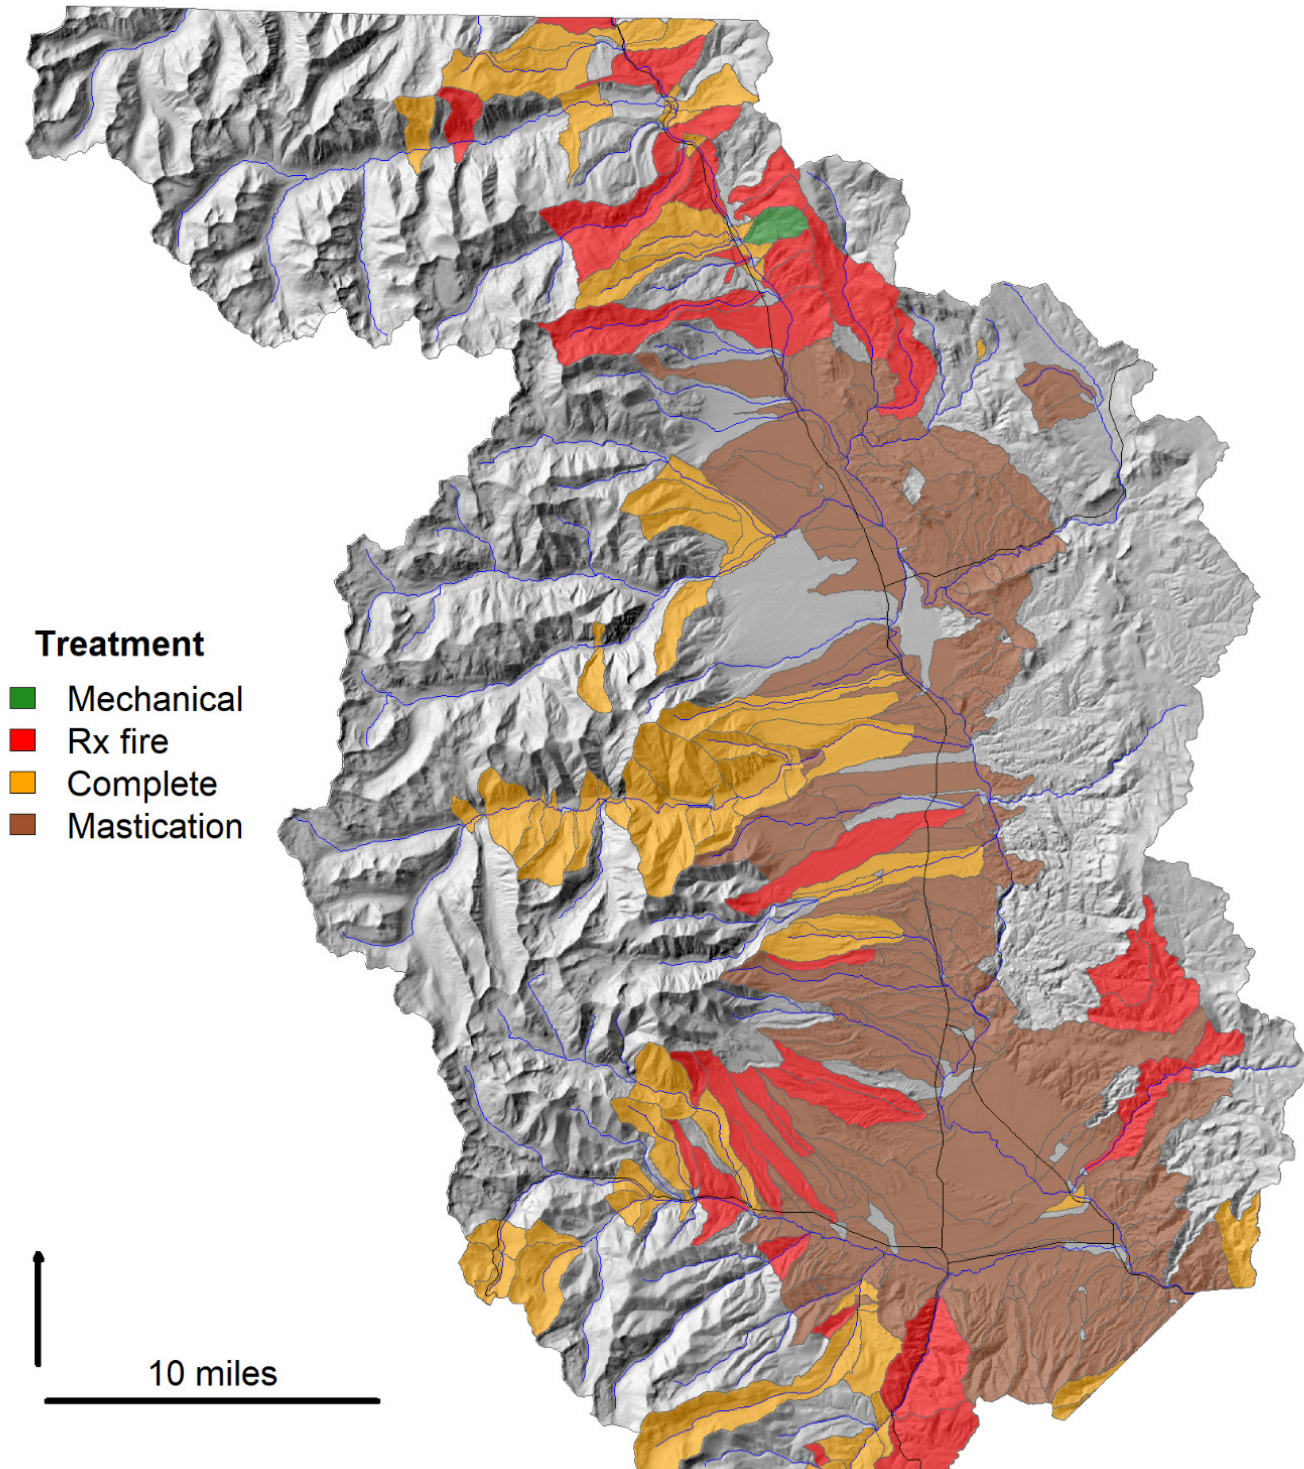 Treatment
Mechanical
Rx fire
Complete
Mastication
10 miles